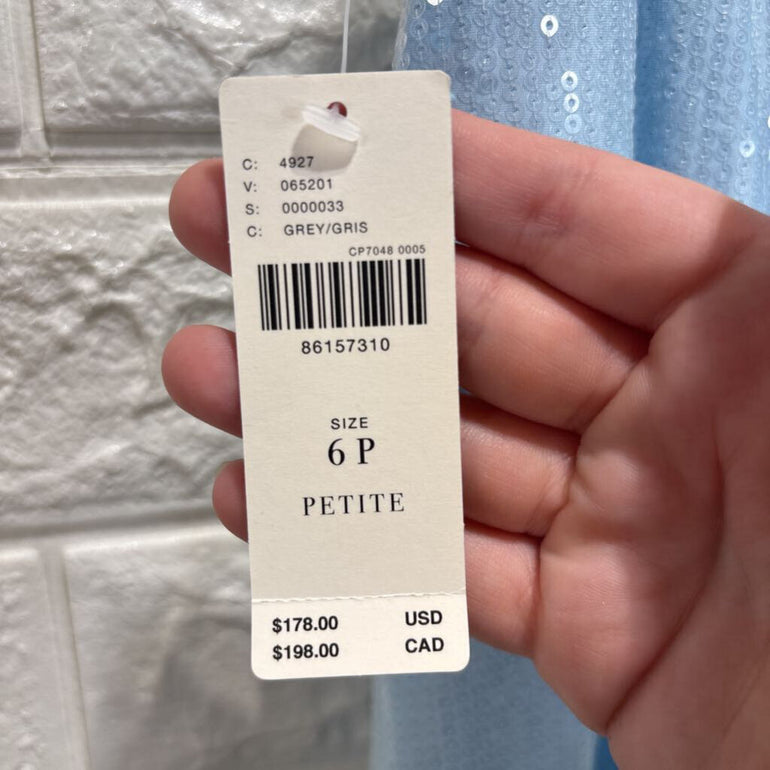 C: 4927
V: 065201
S: 0000033
C: GREY/GRIS
CP7048 0005
86157310
SIZE
6 P
PETITE
$178.00 USD
$198.00 CAD